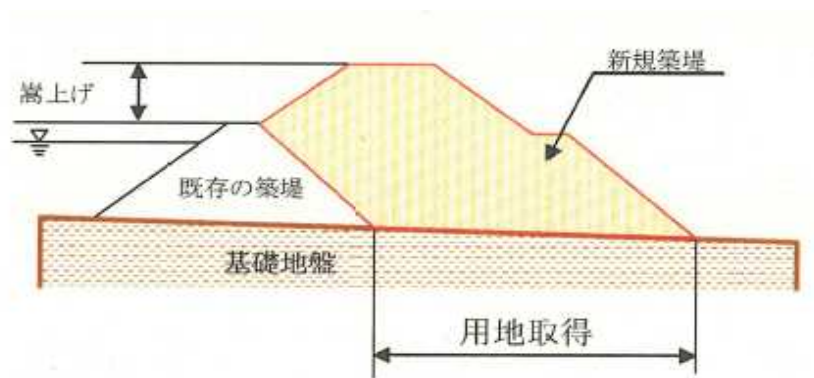 新規築堤
嵩上げ
既存の築堤
基礎地盤
用地取得